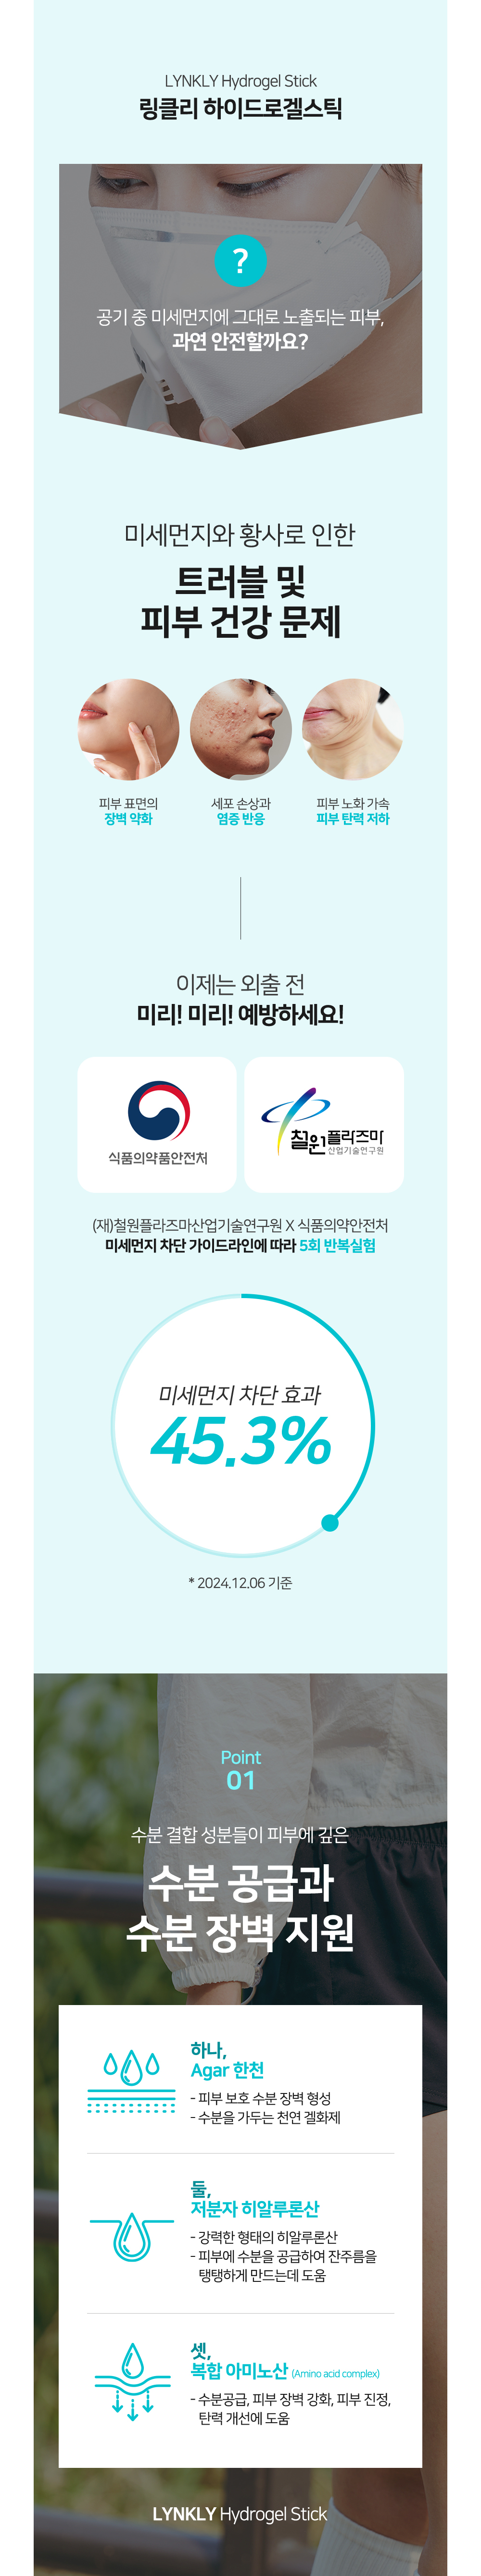 LYNKLY Hydrogel Stick
링클리 하이드로겔스틱
?
공기 중 미세먼지에 그대로 노출되는 피부,
과연 안전할까요?
미세먼지와 황사로 인한
트러블 및
피부 건강 문제
피부 표면의
장벽 약화
세포 손상과
염증 반응
피부 노화 가속
피부 탄력 저하
이제는 외출 전
미리! 미리! 예방하세요!
식품의약품안전처
철원플라즈마
산업기술연구원
(재)철원플라즈마산업기술연구원 X 식품의약안전처
미세먼지 차단 가이드라인에 따라 5회 반복실험
미세먼지 차단 효과
45.3%
* 2024.12.06 기준
Point
01
수분 결합 성분들이 피부에 깊은
수분 공급과
수분 장벽 지원
하나,
Agar 한천
- 피부 보호 수분 장벽 형성
- 수분을 가두는 천연 겔화제
둘,
저분자 히알루론산
- 강력한 형태의 히알루론산
- 피부에 수분을 공급하여 잔주름을
탱탱하게 만드는데 도움
셋,
복합 아미노산 (Amino acid complex)
- 수분공급, 피부 장벽 강화, 피부 진정,
탄력 개선에 도움
LYNKLY Hydrogel Stick